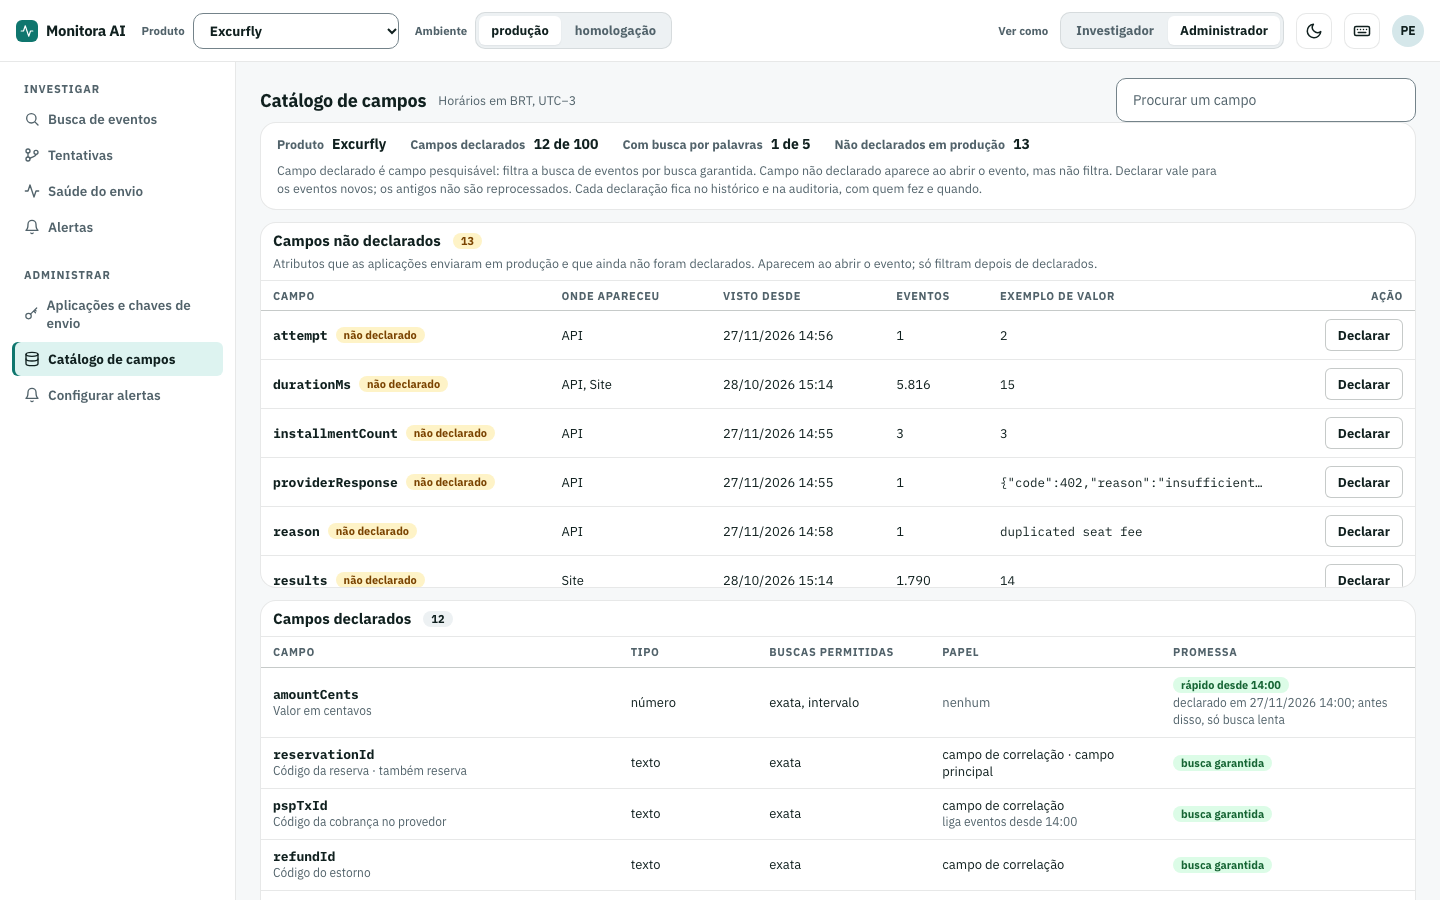 Monitora AI
Produto
Excurfly
Ambiente
produção
homologação
Ver como
Investigador
Administrador
PE
INVESTIGAR
Busca de eventos
Tentativas
Saúde do envio
Alertas
ADMINISTRAR
Aplicações e chaves de
envio
Catálogo de campos
Configurar alertas
Catálogo de campos
Horários em BRT, UTC−3
Procurar um campo
Produto Excurfly
Campos declarados 12 de 100
Com busca por palavras 1 de 5
Não declarados em produção 13
Campo declarado é campo pesquisável: filtra a busca de eventos por busca garantida. Campo não declarado aparece ao abrir o evento, mas não filtra. Declarar vale para
os eventos novos; os antigos não são reprocessados. Cada declaração fica no histórico e na auditoria, com quem fez e quando.
Campos não declarados 13
Atributos que as aplicações enviaram em produção e que ainda não foram declarados. Aparecem ao abrir o evento; só filtram depois de declarados.
CAMPO ONDE APARECEU VISTO DESDE EVENTOS EXEMPLO DE VALOR AÇÃO
attempt não declarado API 27/11/2026 14:56 1 2 Declarar
durationMs não declarado API, Site 28/10/2026 15:14 5.816 15 Declarar
installmentCount não declarado API 27/11/2026 14:55 3 3 Declarar
providerResponse não declarado API 27/11/2026 14:55 1 {"code":402,"reason":"insufficient… Declarar
reason não declarado API 27/11/2026 14:58 1 duplicated seat fee Declarar
results não declarado Site 28/10/2026 15:14 1.790 14 Declarar
Campos declarados 12
CAMPO TIPO BUSCAS PERMITIDAS PAPEL PROMESSA
amountCents
Valor em centavos
número
exata, intervalo
nenhum
rápido desde 14:00
declarado em 27/11/2026 14:00; antes
disso, só busca lenta
reservationId
Código da reserva · também reserva
texto
exata
campo de correlação · campo
principal
busca garantida
pspTxId
Código da cobrança no provedor
texto
exata
campo de correlação
liga eventos desde 14:00
busca garantida
refundId
Código do estorno
texto
exata
campo de correlação
busca garantida